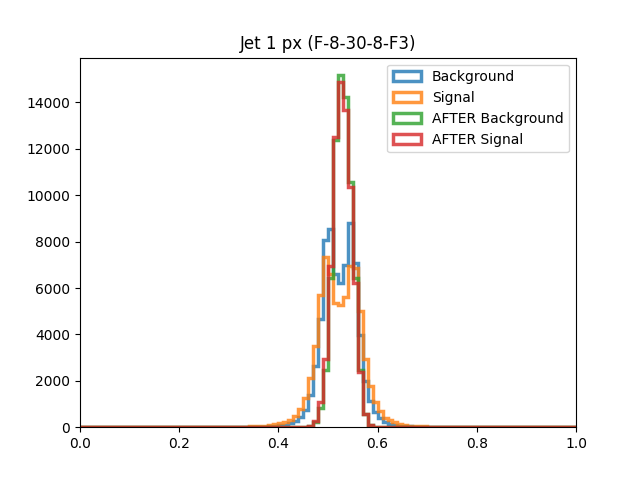 Jet 1 px (F-8-30-8-F3)
Background
Signal
AFTER Background
AFTER Signal
14000
12000
10000
8000
6000
4000
2000
0
0.0 0.2 0.4 0.6 0.8 1.0